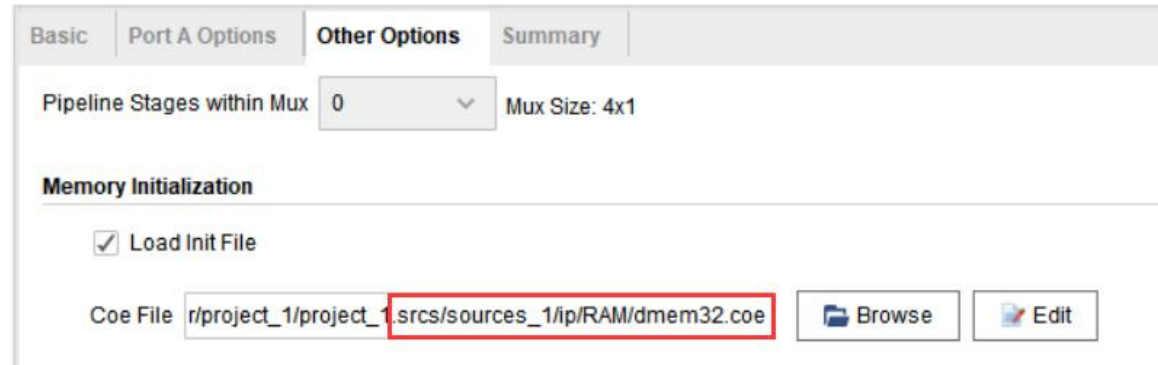 Basic Port A Options Other Options Summary
Pipeline Stages within Mux 0 Mux Size: 4x1
Memory Initialization
Load Init File
Coe File r/project_1/project_1.srcs/sources_1/ip/RAM/dmem32.coe Browse Edit